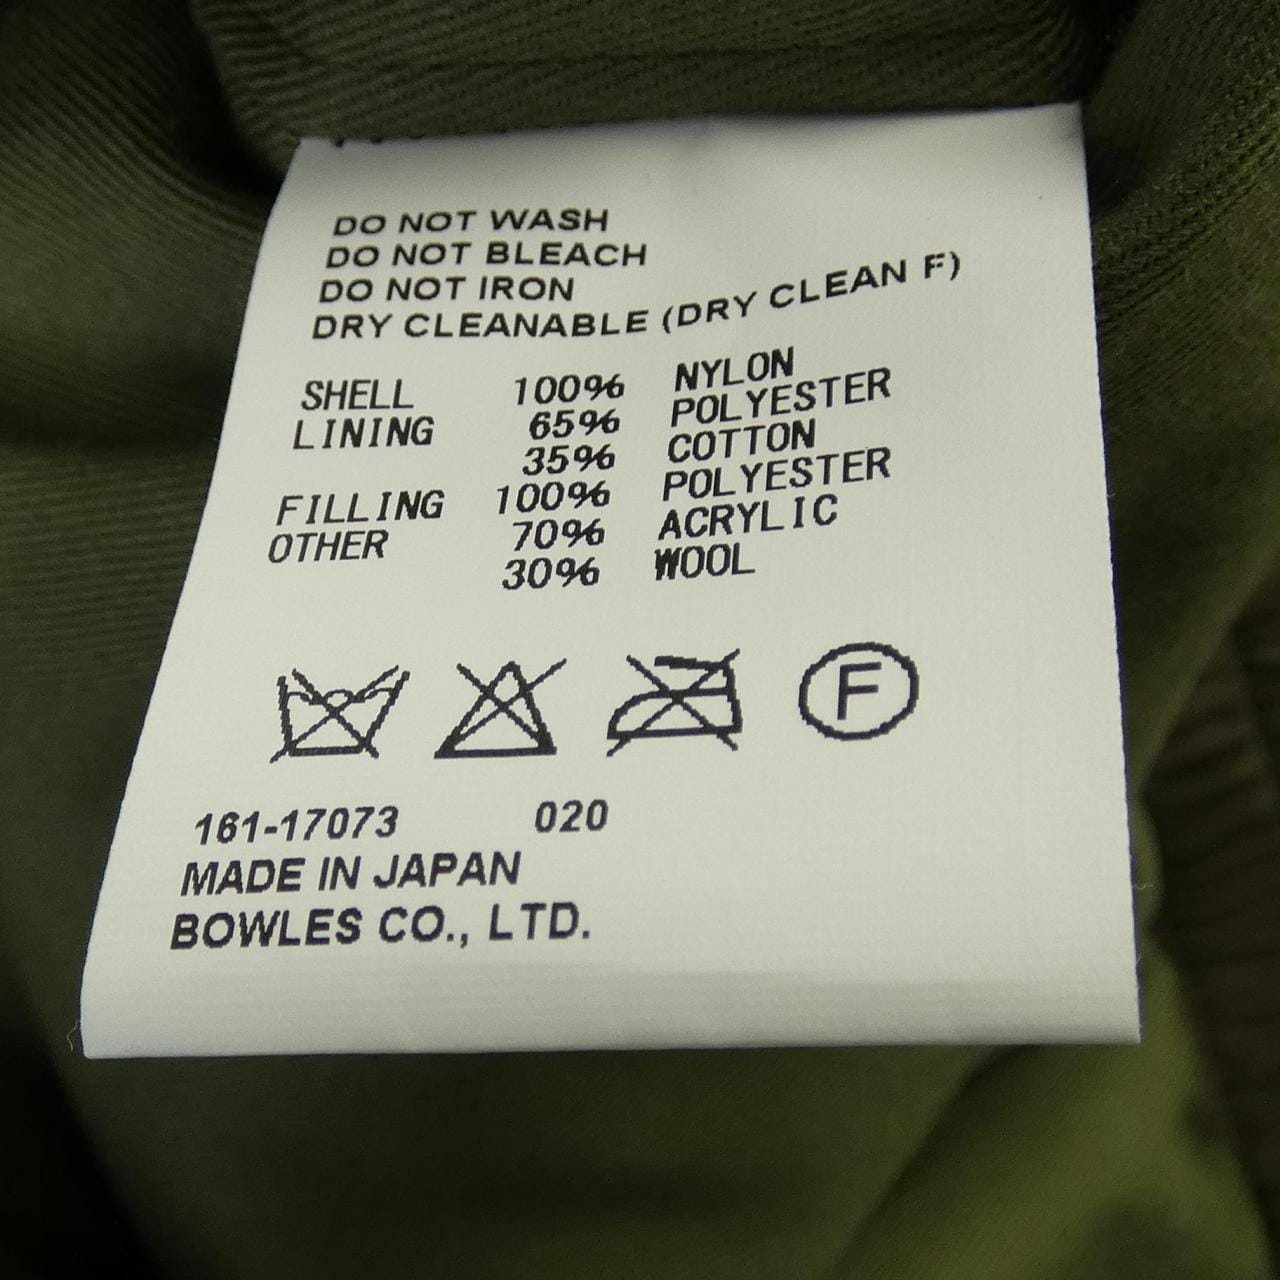 DO NOT WASH
DO NOT BLEACH
DO NOT IRON
DRY CLEANABLE (DRY CLEAN F)
SHELL 100% NYLON
LINING 65% POLYESTER
35% COTTON
FILLING 100% POLYESTER
OTHER 70% ACRYLIC
30% WOOL
F
161-17073 020
MADE IN JAPAN
BOWLES CO., LTD.